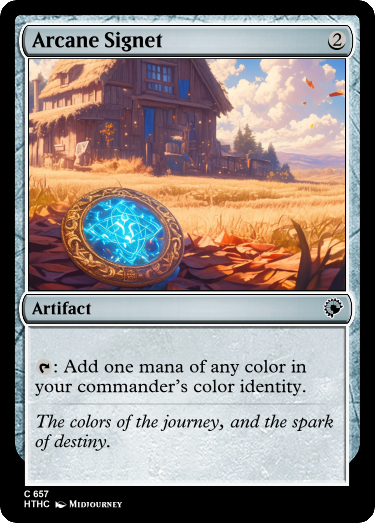 Arcane Signet 2
Artifact
: Add one mana of any color in
your commander's color identity.
The colors of the journey, and the spark
of destiny.
C 657
HTHC Midjourney